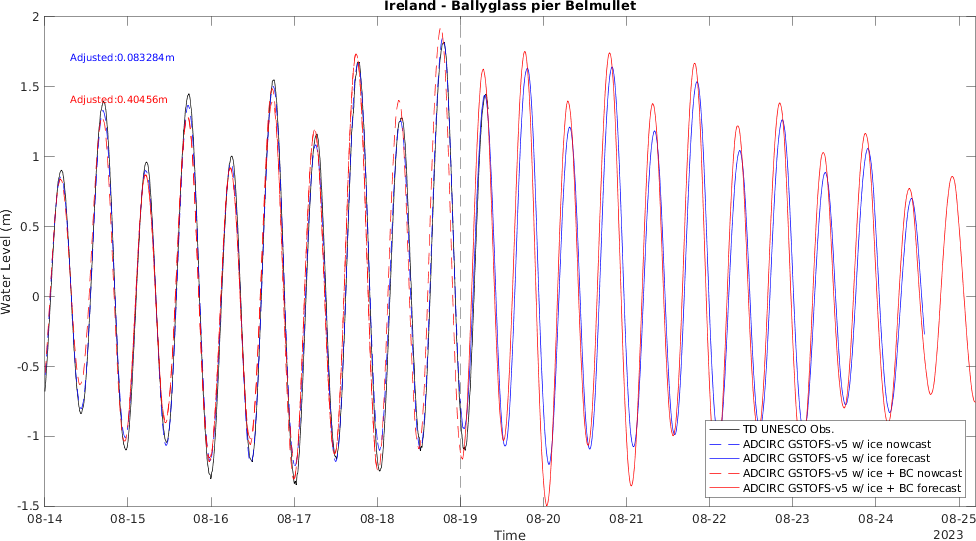 Ireland - Ballyglass pier Belmullet
Adjusted:0.083284m
Adjusted:0.40456m
Water Level (m)
2
1.5
1
0.5
0
-0.5
-1
-1.5
TD UNESCO Obs.
ADCIRC GSTOFS-v5 w/ ice nowcast
ADCIRC GSTOFS-v5 w/ ice forecast
ADCIRC GSTOFS-v5 w/ ice + BC nowcast
ADCIRC GSTOFS-v5 w/ ice + BC forecast
08-14 08-15 08-16 08-17 08-18 08-19 08-20 08-21 08-22 08-23 08-24 08-25
Time
2023